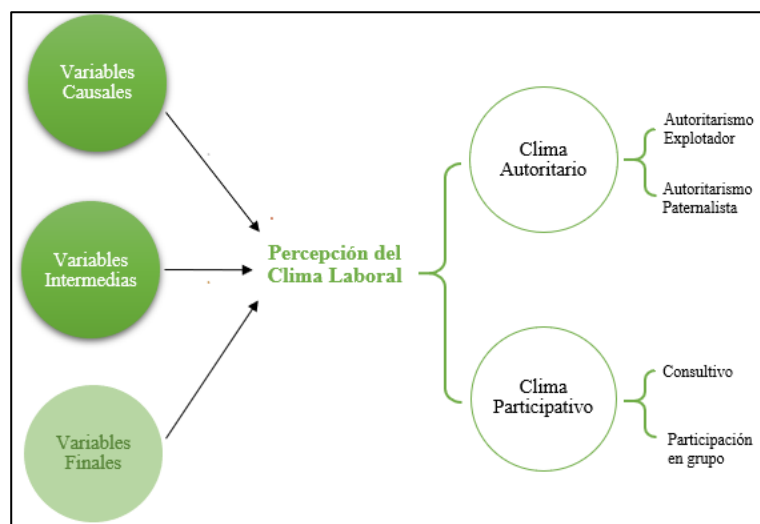 Variables
Causales
Variables
Intermedias
Variables
Finales
Percepción del
Clima Laboral
Clima
Autoritario
Autoritarismo
Explotador
Autoritarismo
Paternalista
Clima
Participativo
Consultivo
Participación
en grupo